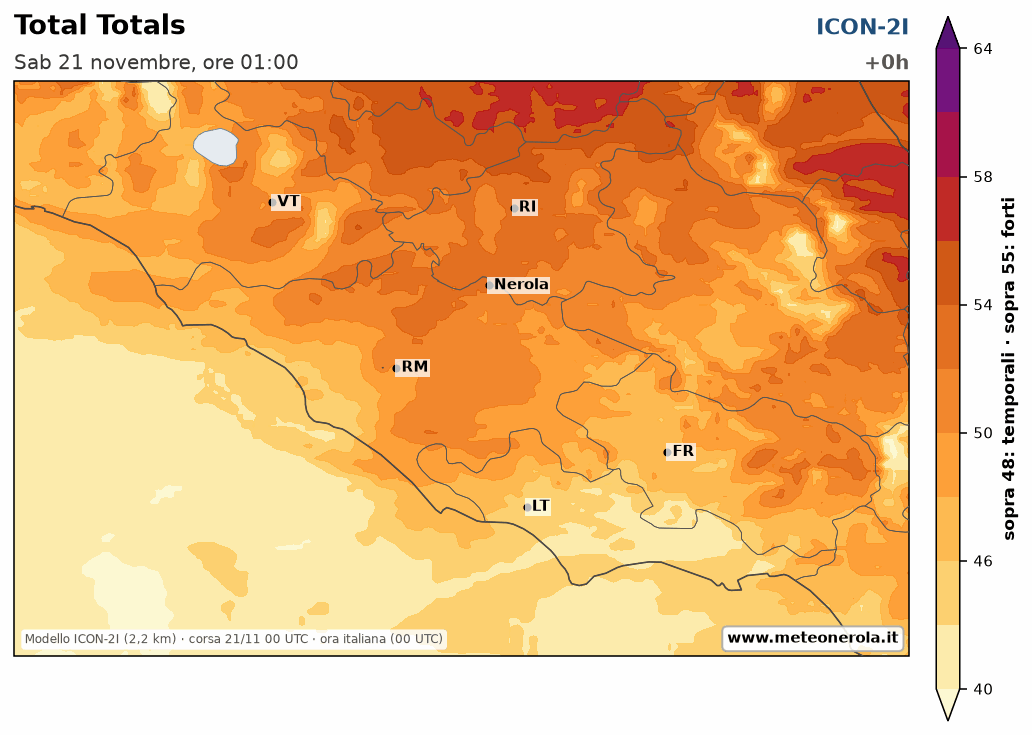 Total Totals
ICON-2I
Sab 21 novembre, ore 01:00
+0h
VT
RI
Nerola
RM
FR
LT
Modello ICON-2I (2,2 km) · corsa 21/11 00 UTC · ora italiana (00 UTC)
www.meteonerola.it
64
58
54
50
46
40
sopra 48: temporali · sopra 55: forti